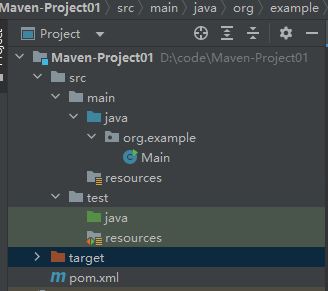 Maven-Project01 〉 src 〉 main 〉 java 〉 org 〉 example 〉
Project
Project
Maven-Project01 D:\code\Maven-Project01
src
main
java
org.example
Main
resources
test
java
resources
target
pom.xml